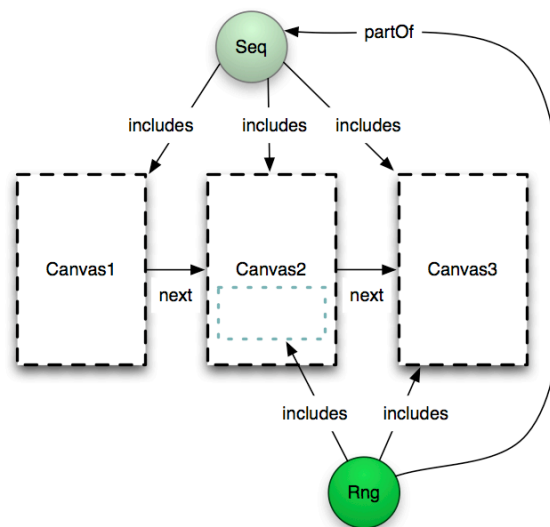 Seq
partOf
includes
includes
includes
Canvas1
Canvas2
Canvas3
next
next
includes
includes
Rng